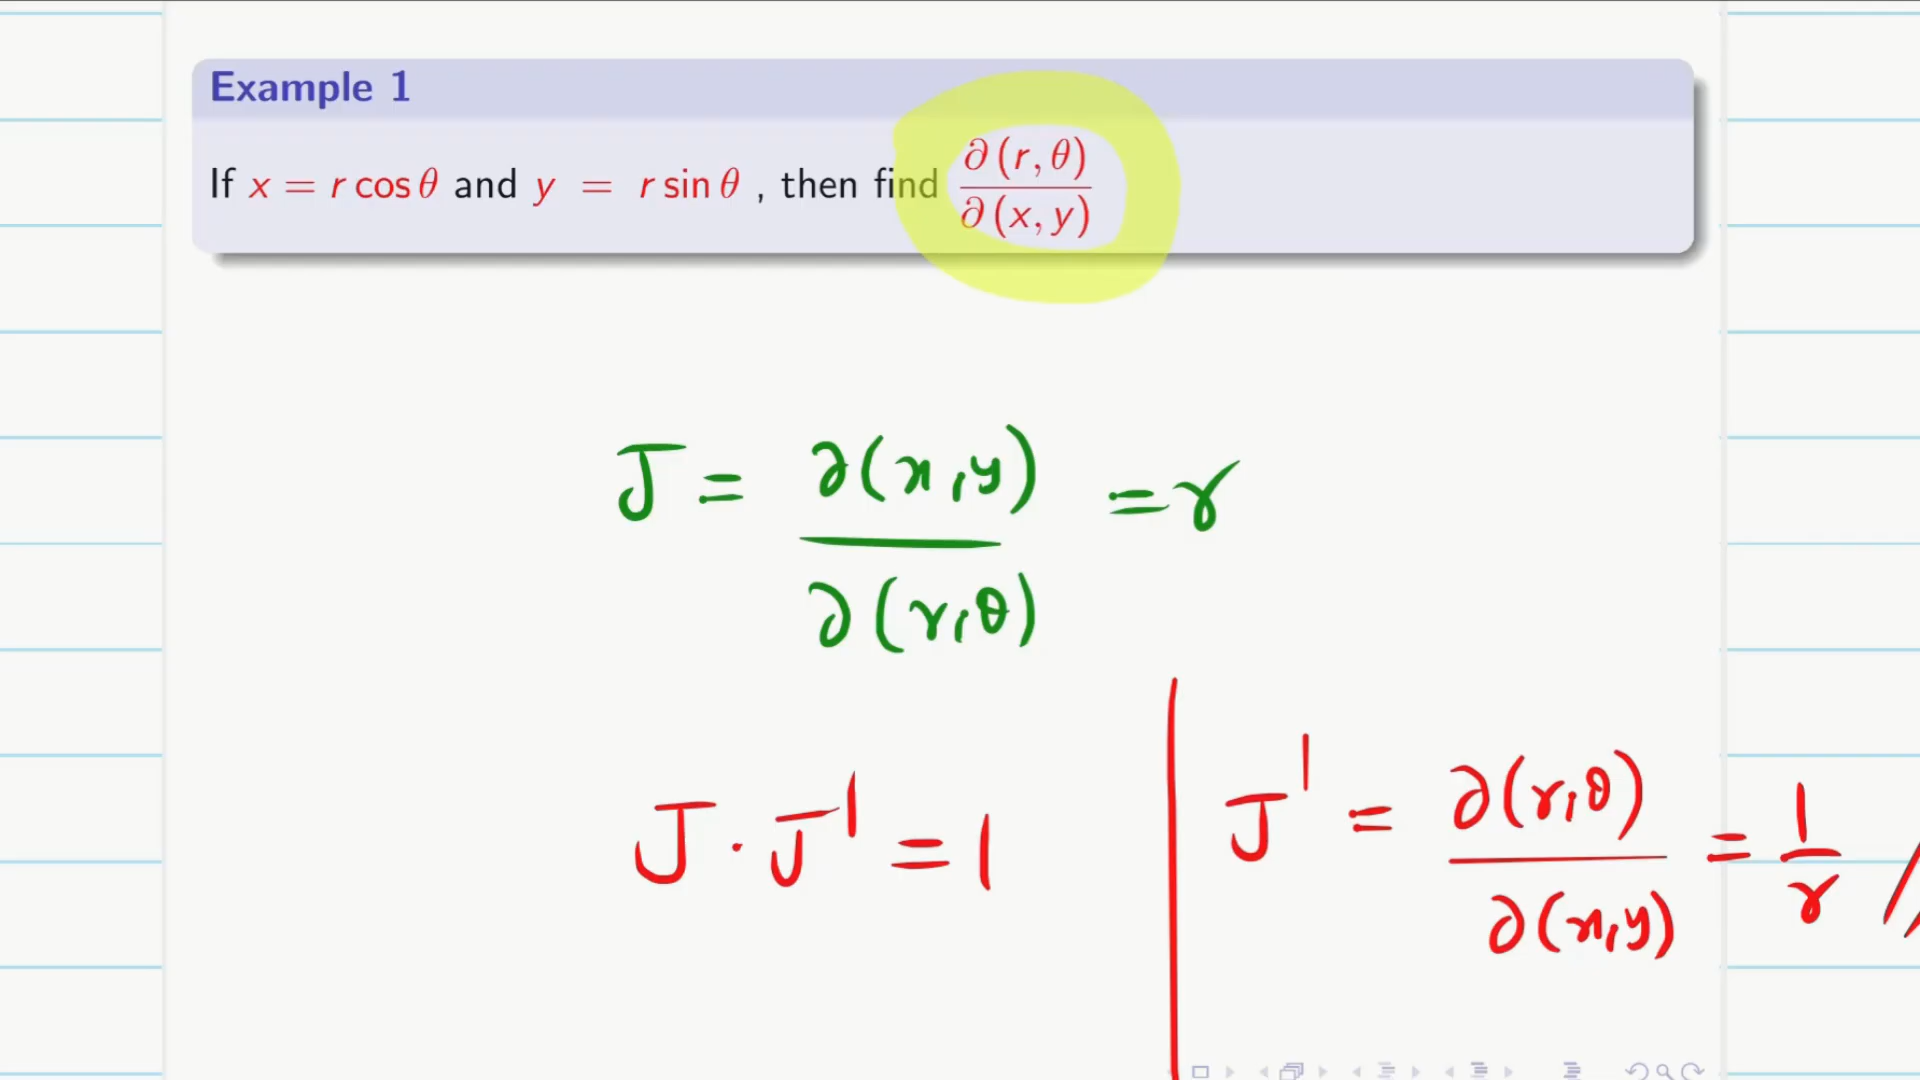 Example 1
If x = r cos θ and y = r sin θ , then find ∂(r, θ)/∂(x, y)
J = ∂(x,y)/∂(r,θ) = r
J · J' = 1
J' = ∂(r,θ)/∂(x,y) = 1/r //